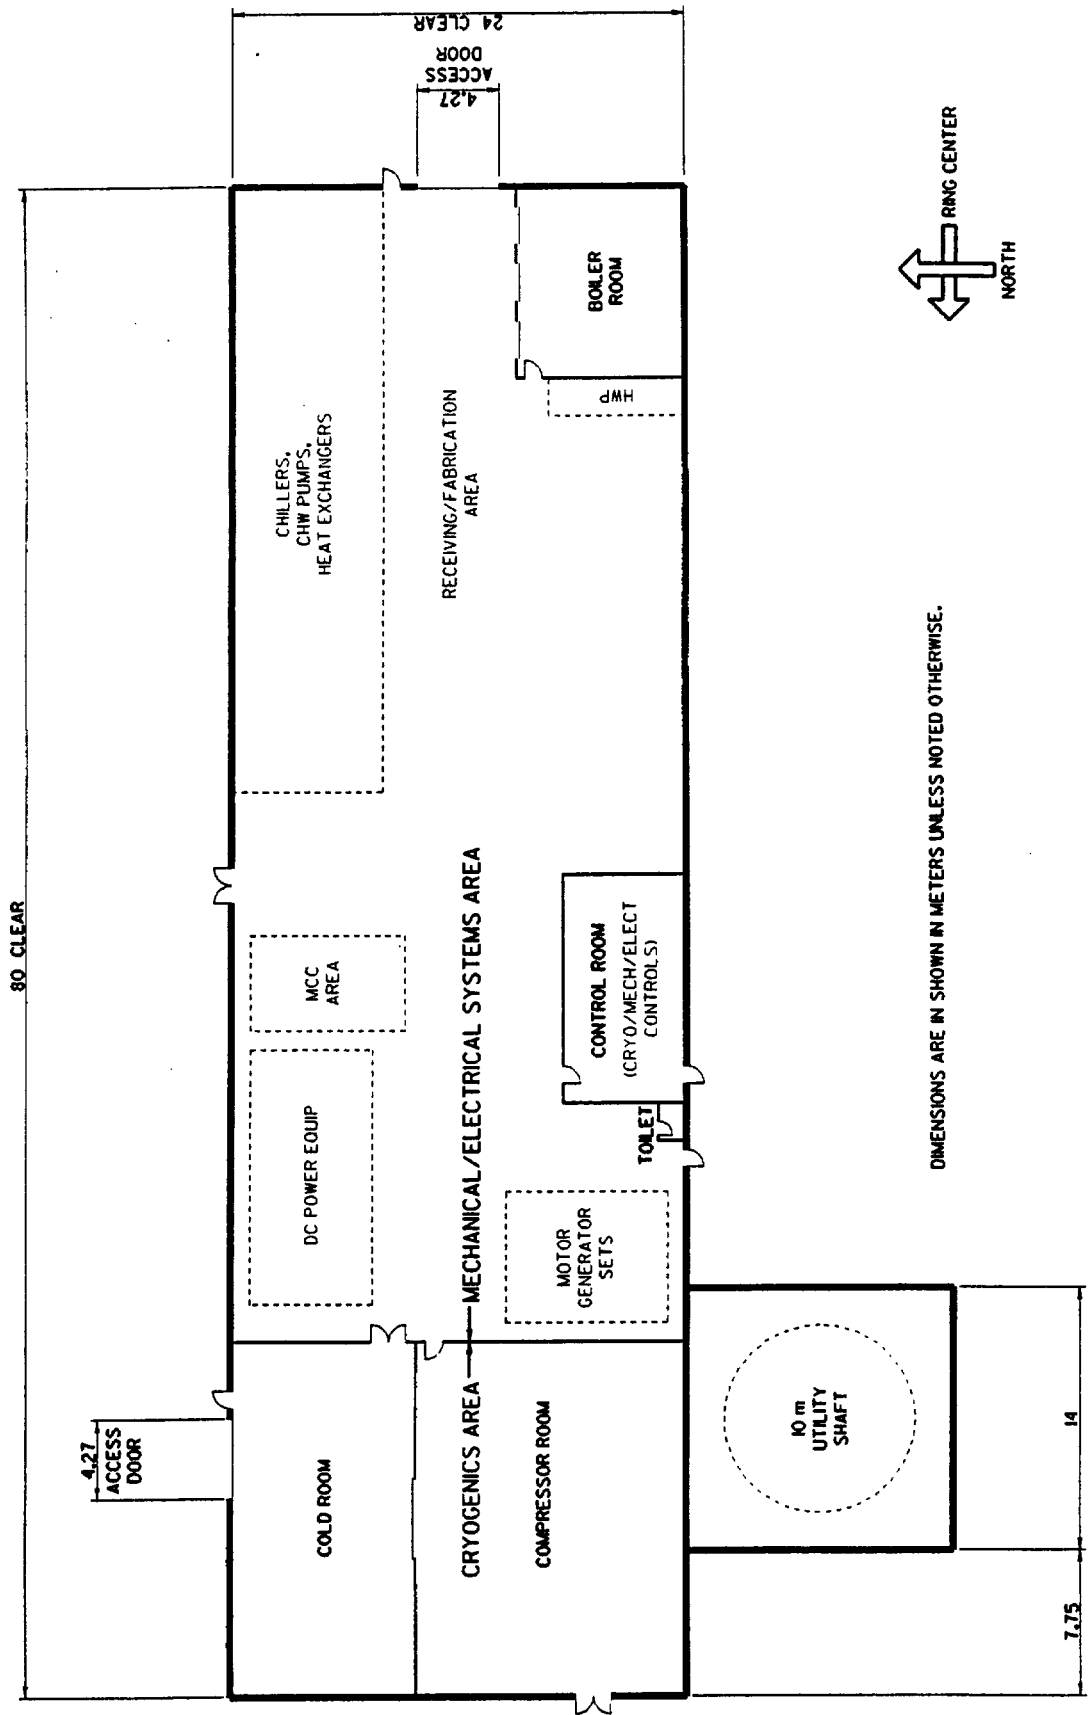 80 CLEAR
24 CLEAR
4.27
ACCESS
DOOR
4.27
ACCESS
DOOR
COLD ROOM
CRYOGENICS AREA
COMPRESSOR ROOM
10 m
UTILITY
SHAFT
7.75
14
DC POWER EQUIP
MCC
AREA
MECHANICAL/ELECTRICAL SYSTEMS AREA
MOTOR
GENERATOR
SETS
TOILET
CONTROL ROOM
(CRYO/MECH/ELECT
CONTROLS)
CHILLERS,
CHW PUMPS,
HEAT EXCHANGERS
RECEIVING/FABRICATION
AREA
HWP
BOILER
ROOM
DIMENSIONS ARE IN SHOWN IN METERS UNLESS NOTED OTHERWISE.
RING CENTER
NORTH